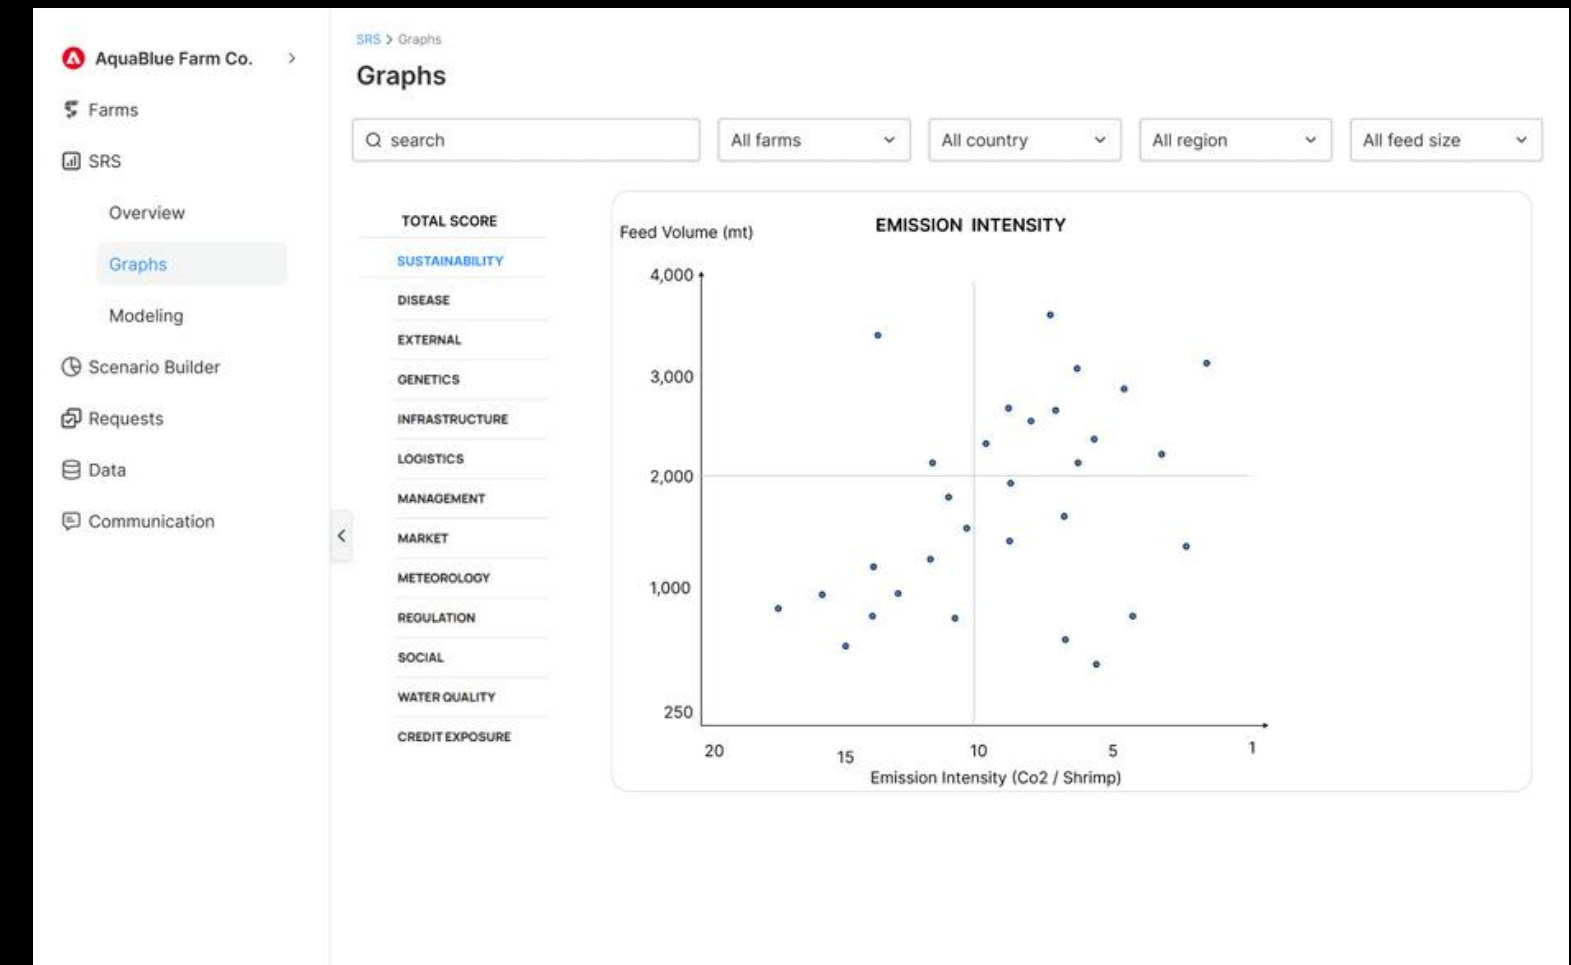 AquaBlue Farm Co.
Farms
SRS
Overview
Graphs
Modeling
Scenario Builder
Requests
Data
Communication
SRS > Graphs
Graphs
search
All farms
All country
All region
All feed size
TOTAL SCORE
SUSTAINABILITY
DISEASE
EXTERNAL
GENETICS
INFRASTRUCTURE
LOGISTICS
MANAGEMENT
MARKET
METEOROLOGY
REGULATION
SOCIAL
WATER QUALITY
CREDIT EXPOSURE
EMISSION INTENSITY
Feed Volume (mt)
4,000
3,000
2,000
1,000
250
20 15 10 5 1
Emission Intensity (Co2 / Shrimp)